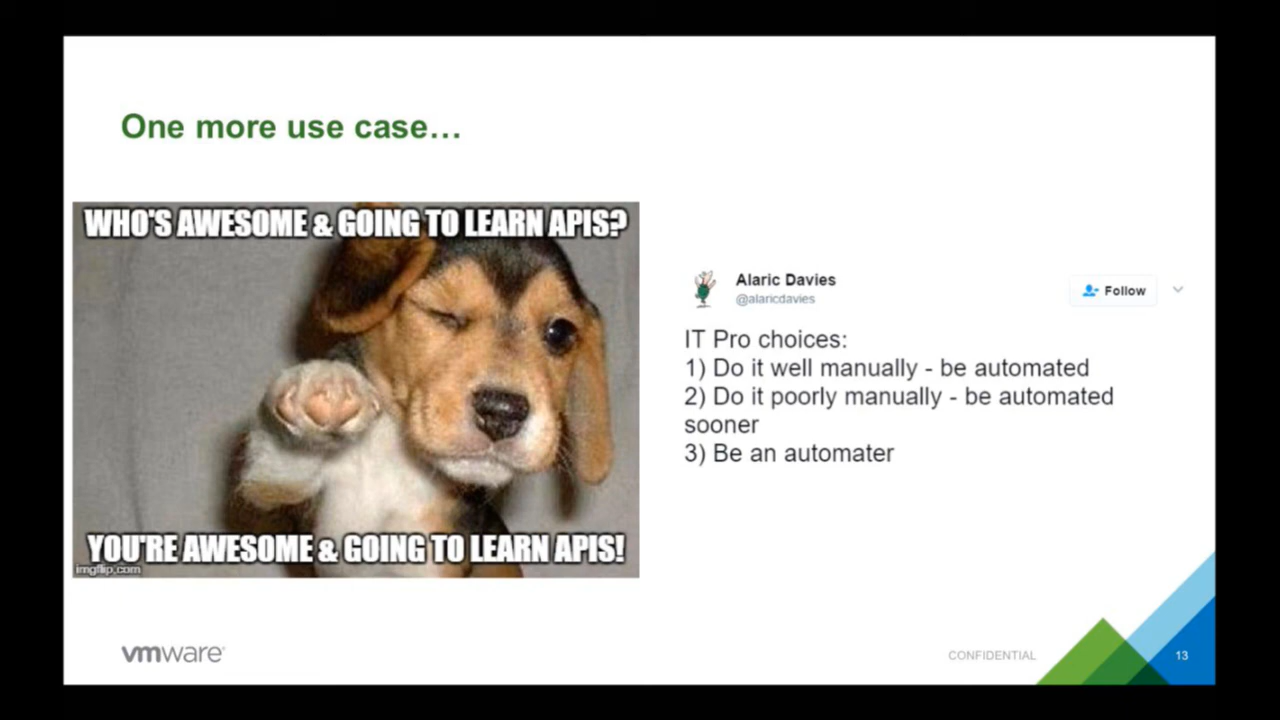 One more use case…
WHO'S AWESOME & GOING TO LEARN APIS?
YOU'RE AWESOME & GOING TO LEARN APIS!
imgflip.com
Alaric Davies
@alaricdavies
Follow
IT Pro choices:
1) Do it well manually - be automated
2) Do it poorly manually - be automated
sooner
3) Be an automater
vmware
CONFIDENTIAL
13